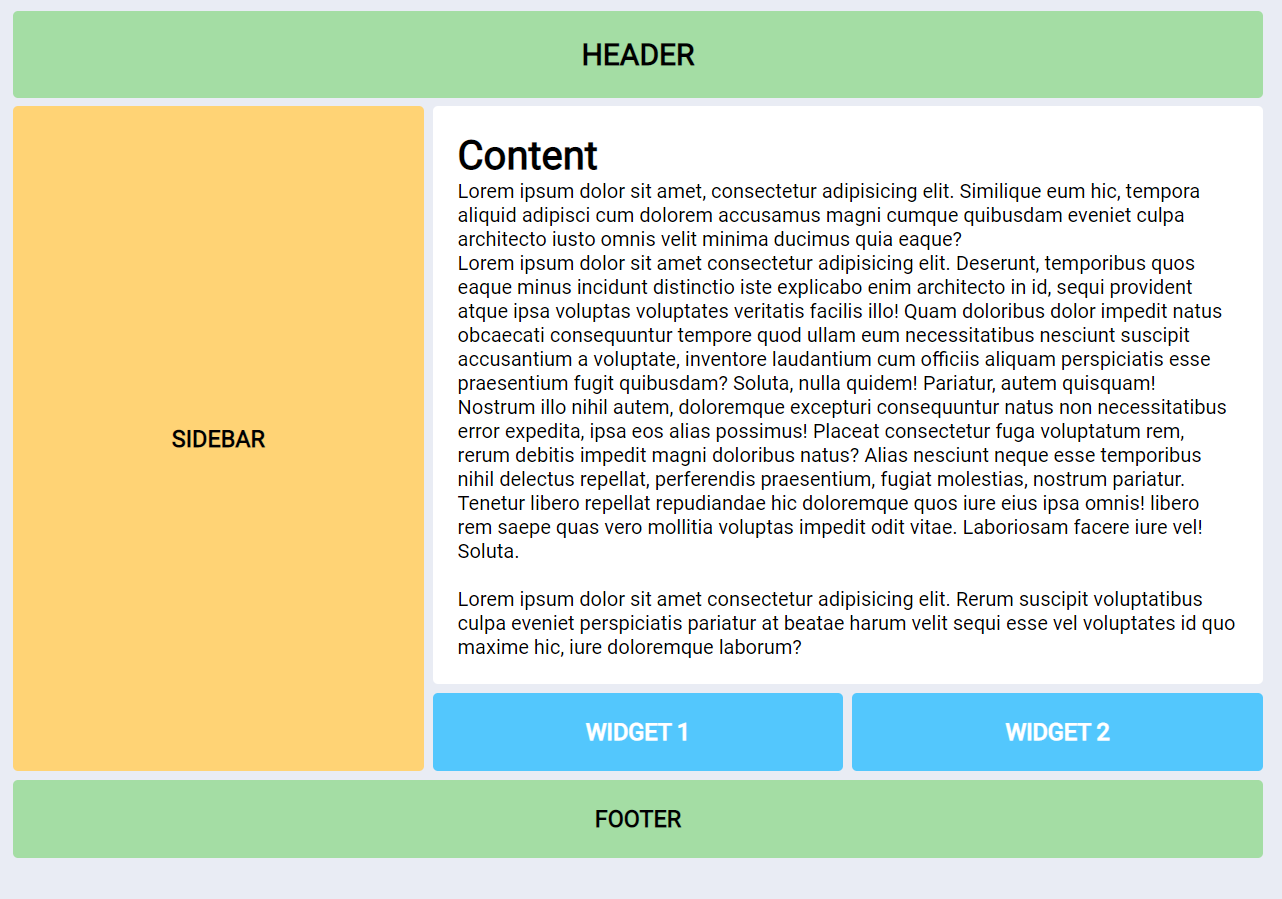 HEADER
SIDEBAR
Content
Lorem ipsum dolor sit amet, consectetur adipisicing elit. Similique eum hic, tempora
aliquid adipisci cum dolorem accusamus magni cumque quibusdam eveniet culpa
architecto iusto omnis velit minima ducimus quia eaque?
Lorem ipsum dolor sit amet consectetur adipisicing elit. Deserunt, temporibus quos
eaque minus incidunt distinctio iste explicabo enim architecto in id, sequi provident
atque ipsa voluptas voluptates veritatis facilis illo! Quam doloribus dolor impedit natus
obcaecati consequuntur tempore quod ullam eum necessitatibus nesciunt suscipit
accusantium a voluptate, inventore laudantium cum officiis aliquam perspiciatis esse
praesentium fugit quibusdam? Soluta, nulla quidem! Pariatur, autem quisquam!
Nostrum illo nihil autem, doloremque excepturi consequuntur natus non necessitatibus
error expedita, ipsa eos alias possimus! Placeat consectetur fuga voluptatum rem,
rerum debitis impedit magni doloribus natus? Alias nesciunt neque esse temporibus
nihil delectus repellat, perferendis praesentium, fugiat molestias, nostrum pariatur.
Tenetur libero repellat repudiandae hic doloremque quos iure eius ipsa omnis! libero
rem saepe quas vero mollitia voluptas impedit odit vitae. Laboriosam facere iure vel!
Soluta.
Lorem ipsum dolor sit amet consectetur adipisicing elit. Rerum suscipit voluptatibus
culpa eveniet perspiciatis pariatur at beatae harum velit sequi esse vel voluptates id quo
maxime hic, iure doloremque laborum?
WIDGET 1
WIDGET 2
FOOTER